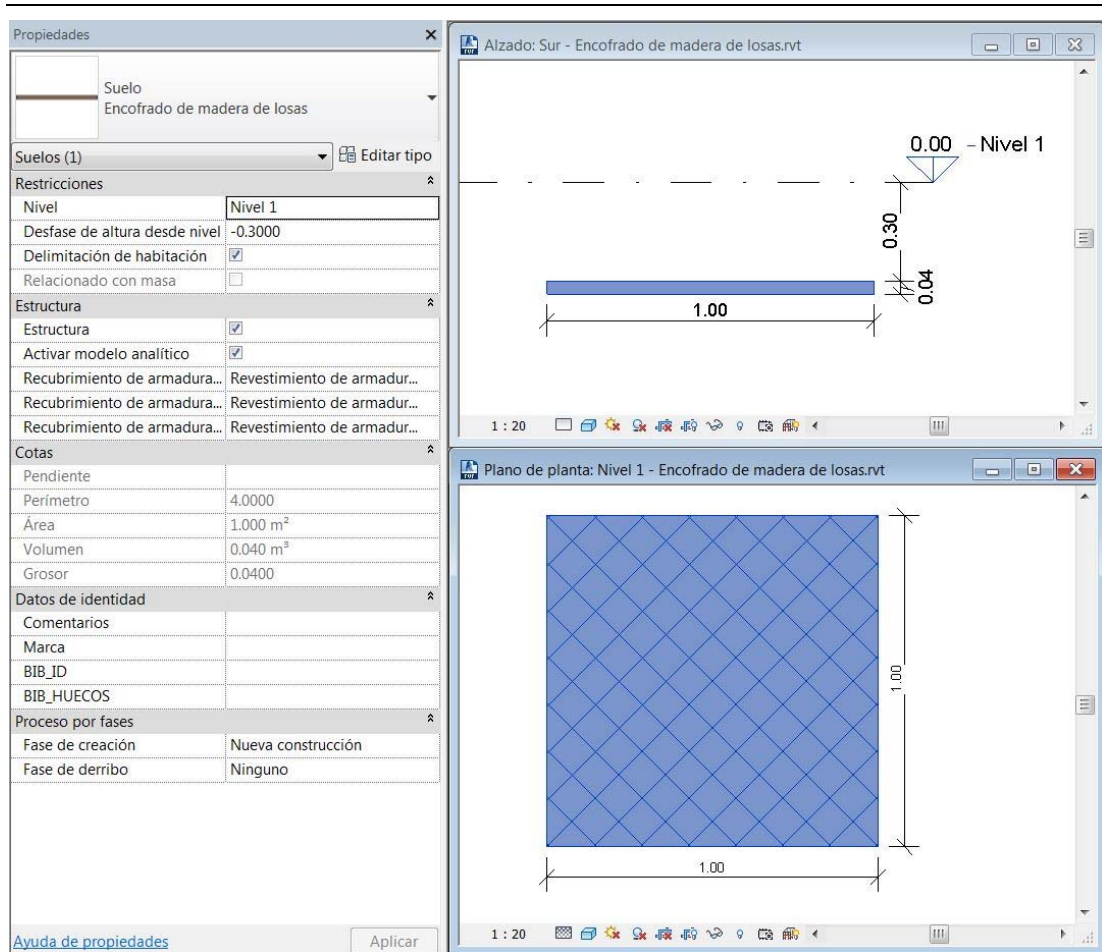 Propiedades
Suelo
Encofrado de madera de losas
Suelos (1)
Editar tipo
Restricciones
Nivel Nivel 1
Desfase de altura desde nivel -0.3000
Delimitación de habitación
Relacionado con masa
Estructura
Estructura
Activar modelo analítico
Recubrimiento de armadura... Revestimiento de armadur...
Recubrimiento de armadura... Revestimiento de armadur...
Recubrimiento de armadura... Revestimiento de armadur...
Cotas
Pendiente
Perímetro 4.0000
Área 1.000 m²
Volumen 0.040 m³
Grosor 0.0400
Datos de identidad
Comentarios
Marca
BIB_ID
BIB_HUECOS
Proceso por fases
Fase de creación Nueva construcción
Fase de derribo Ninguno
Ayuda de propiedades
Aplicar
Alzado: Sur - Encofrado de madera de losas.rvt
0.00 - Nivel 1
0.30
0.04
1.00
1 : 20
Plano de planta: Nivel 1 - Encofrado de madera de losas.rvt
1.00
1.00
1 : 20